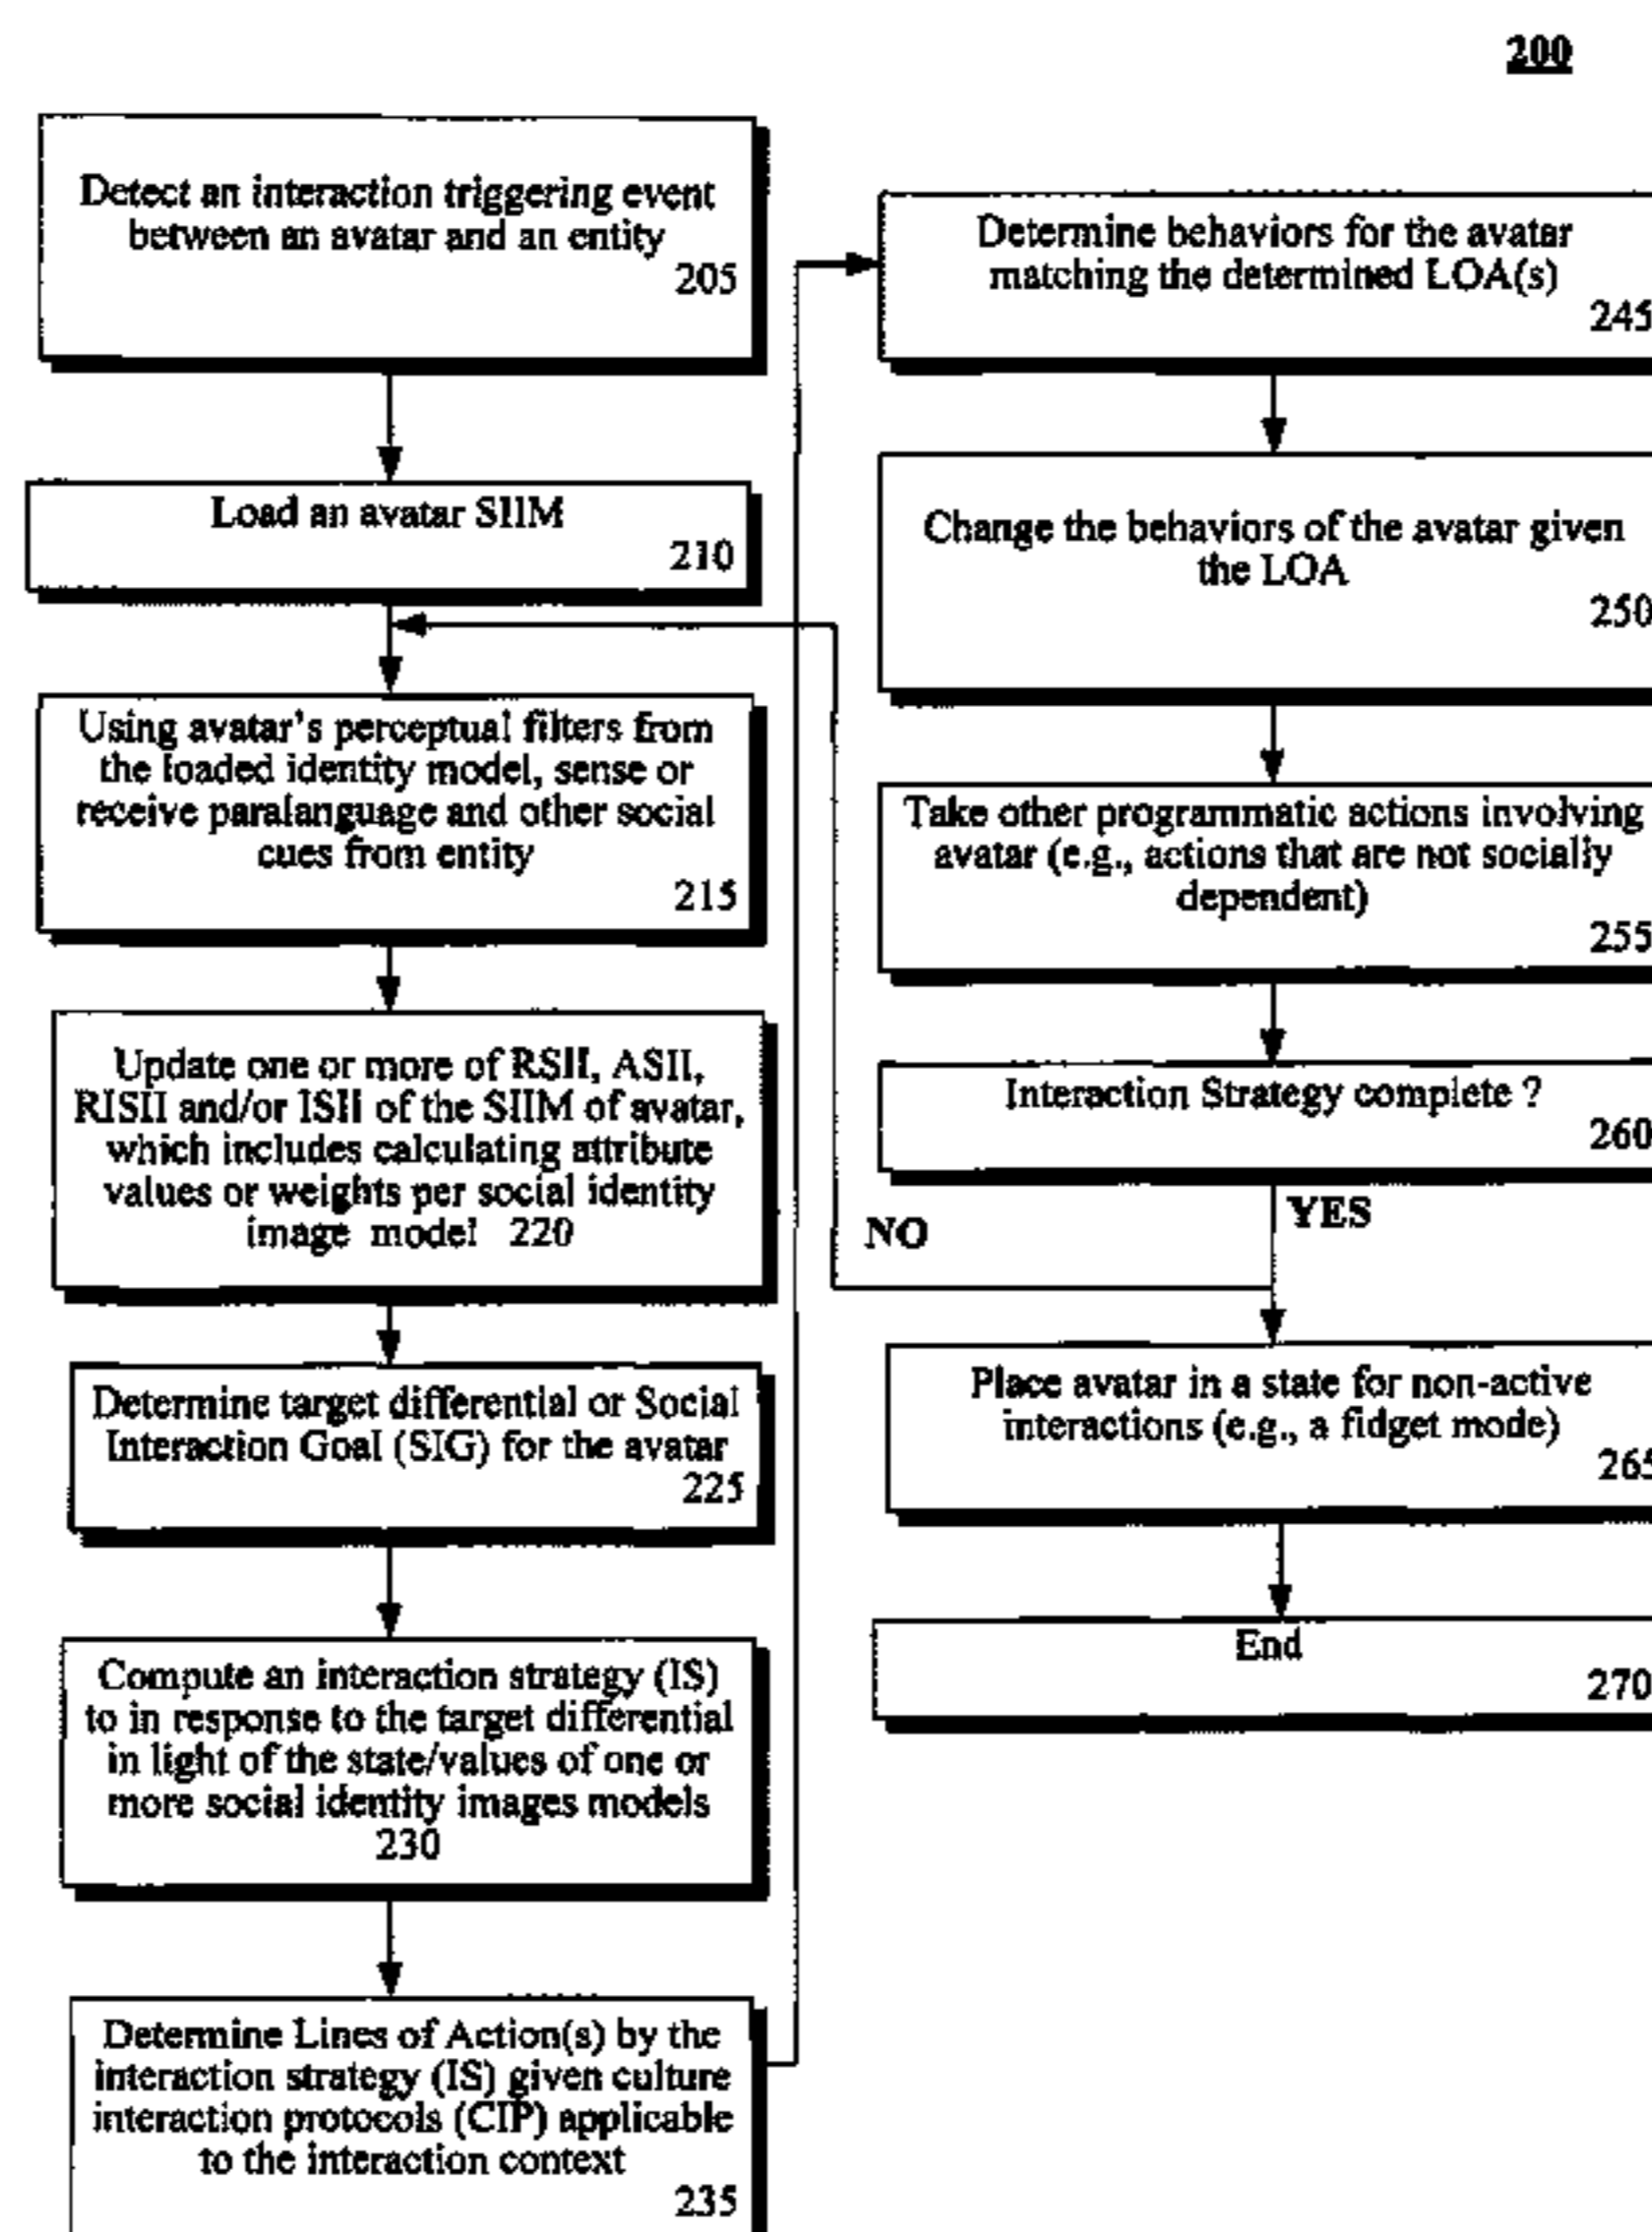 200
Detect an interaction triggering event
between an avatar and an entity
205
Load an avatar SIIM
210
Using avatar's perceptual filters from
the loaded identity model, sense or
receive paralanguage and other social
cues from entity
215
Update one or more of RSII, ASII,
RISII and/or ISII of the SIIM of avatar,
which includes calculating attribute
values or weights per social identity
image model 220
Determine target differential or Social
Interaction Goal (SIG) for the avatar
225
Compute an interaction strategy (IS)
to in response to the target differential
in light of the state/values of one or
more social identity images models
230
Determine Lines of Action(s) by the
interaction strategy (IS) given culture
interaction protocols (CIP) applicable
to the interaction context
235
Determine behaviors for the avatar
matching the determined LOA(s)
245
Change the behaviors of the avatar given
the LOA
250
Take other programmatic actions involving
avatar (e.g., actions that are not socially
dependent)
255
Interaction Strategy complete ?
260
YES
NO
Place avatar in a state for non-active
interactions (e.g., a fidget mode)
265
End
270